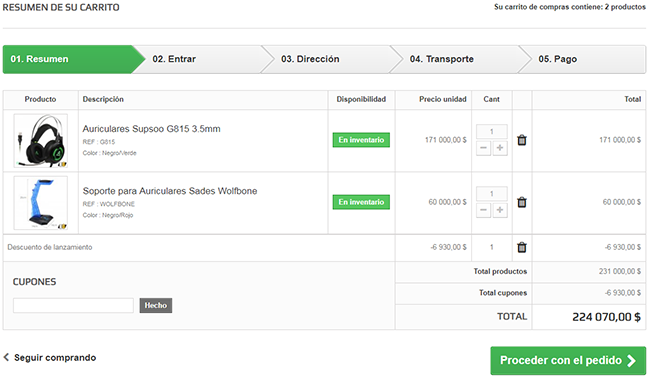 RESUMEN DE SU CARRITO
Su carrito de compras contiene: 2 productos
01. Resumen
02. Entrar
03. Dirección
04. Transporte
05. Pago
Producto Descripción Disponibilidad Precio unidad Cant Total
Auriculares Supsoo G815 3.5mm
REF : G815
Color : Negro/Verde
En inventario
171 000,00 $
1
171 000,00 $
Soporte para Auriculares Sades Wolfbone
REF : WOLFBONE
Color : Negro/Rojo
En inventario
60 000,00 $
1
60 000,00 $
Descuento de lanzamiento -6 930,00 $ 1 -6 930,00 $
CUPONES
Hecho
Total productos 231 000,00 $
Total cupones -6 930,00 $
TOTAL 224 070,00 $
Seguir comprando
Proceder con el pedido